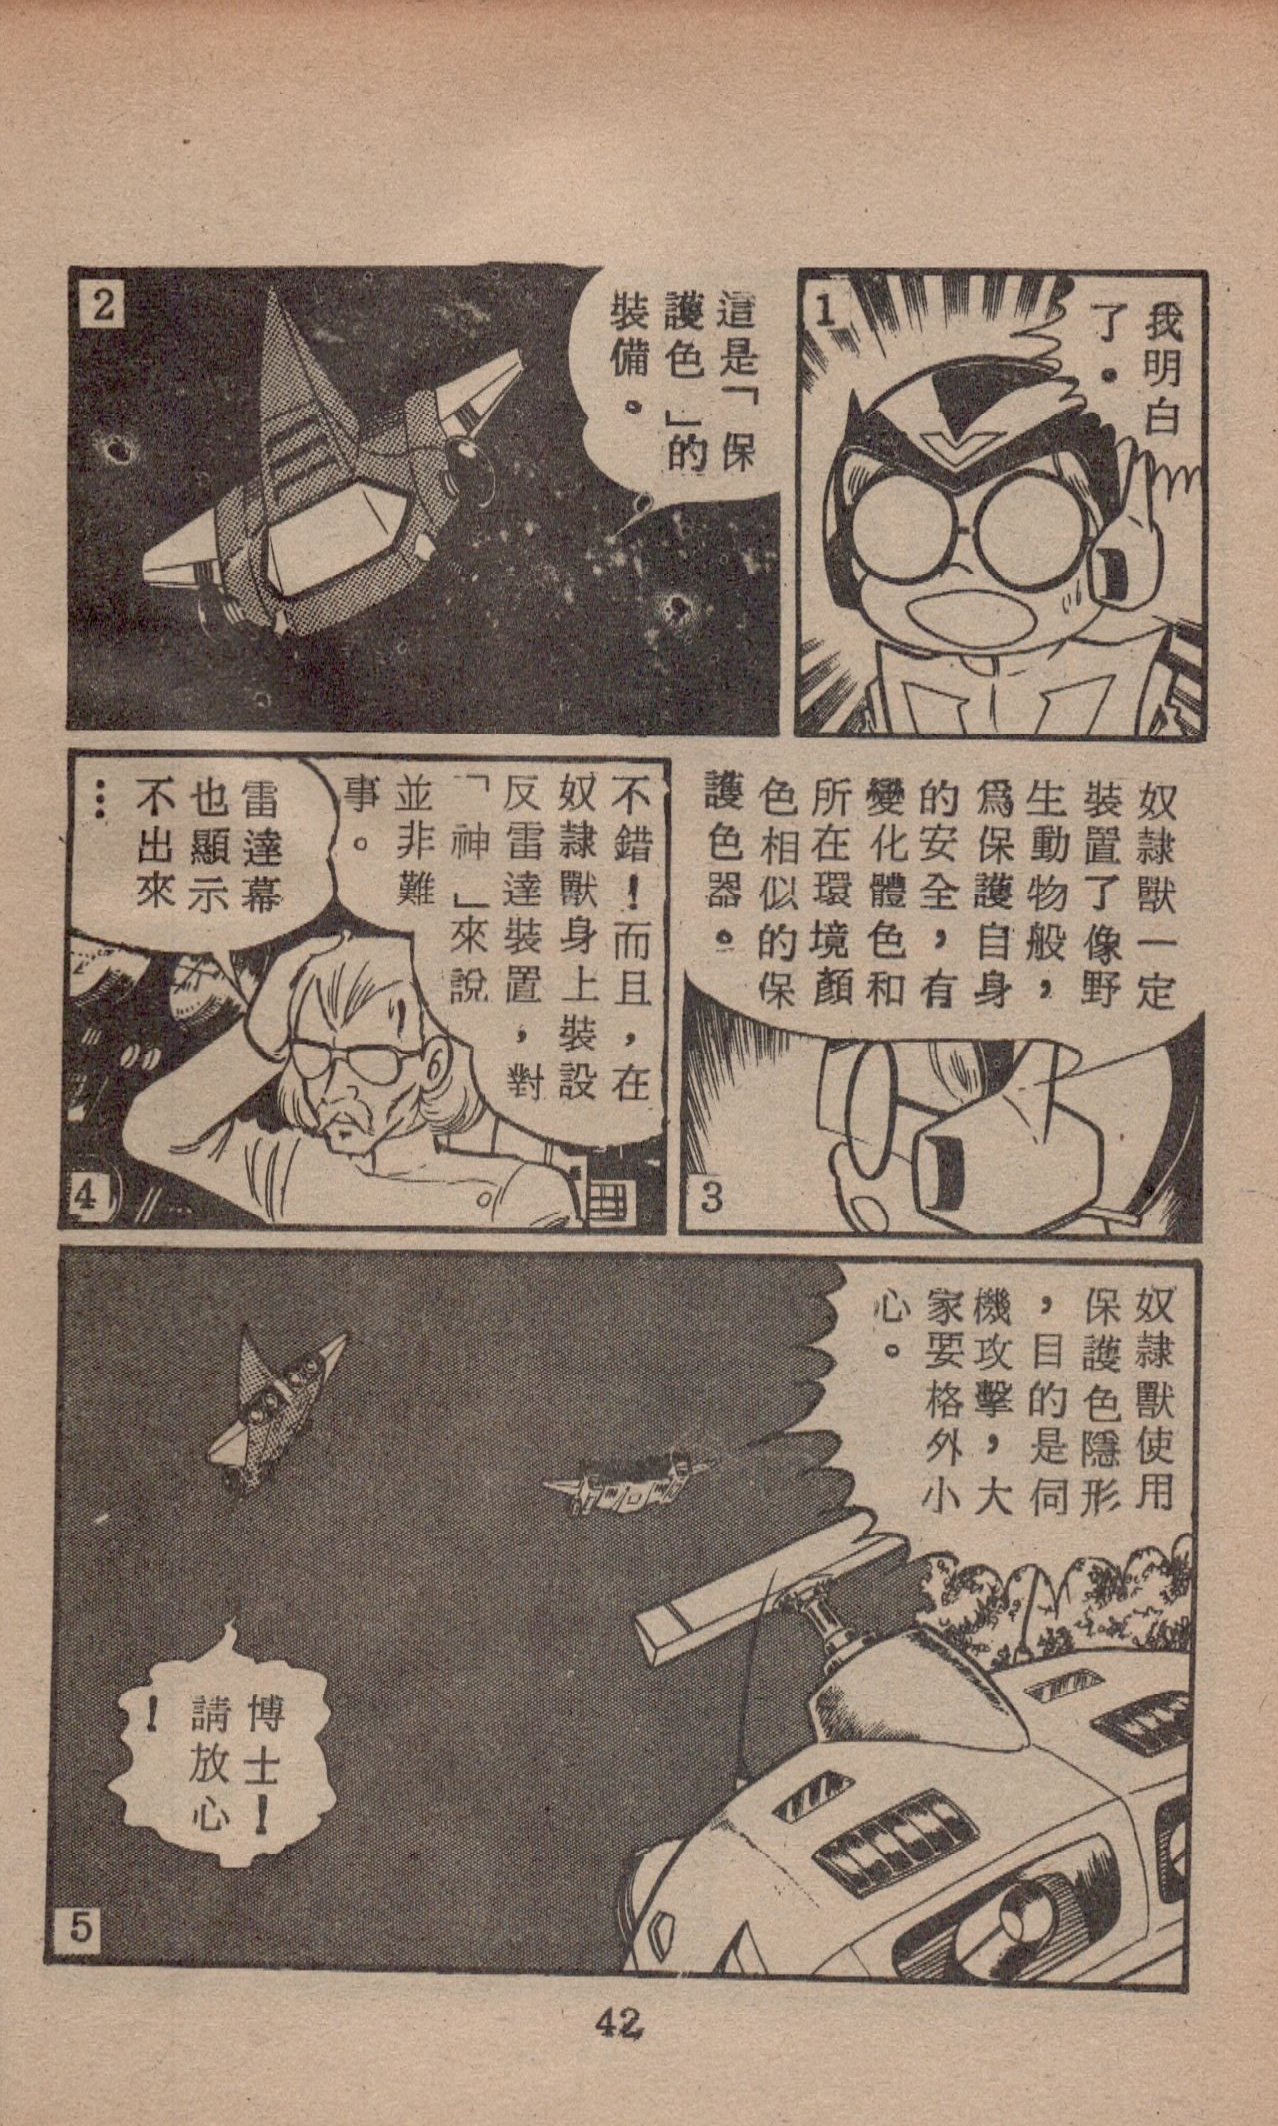 1
我明白
了。
2
這是「保
護色」的
裝備。
奴隸獸一定
裝置了像野
生動物般，
爲保護自身
的安全，有
變化體色和
所在環境顏
色相似的保
護色器。
3
不錯！而且，在
奴隸獸身上裝設
反雷達裝置，對
「神」來說
並非難
事。
雷達幕
也顯示
不出來
…
4
奴隸獸使用
保護色隱形
，目的是伺
機攻擊，大
家要格外小
心。
博士！
請放心
！
5
42